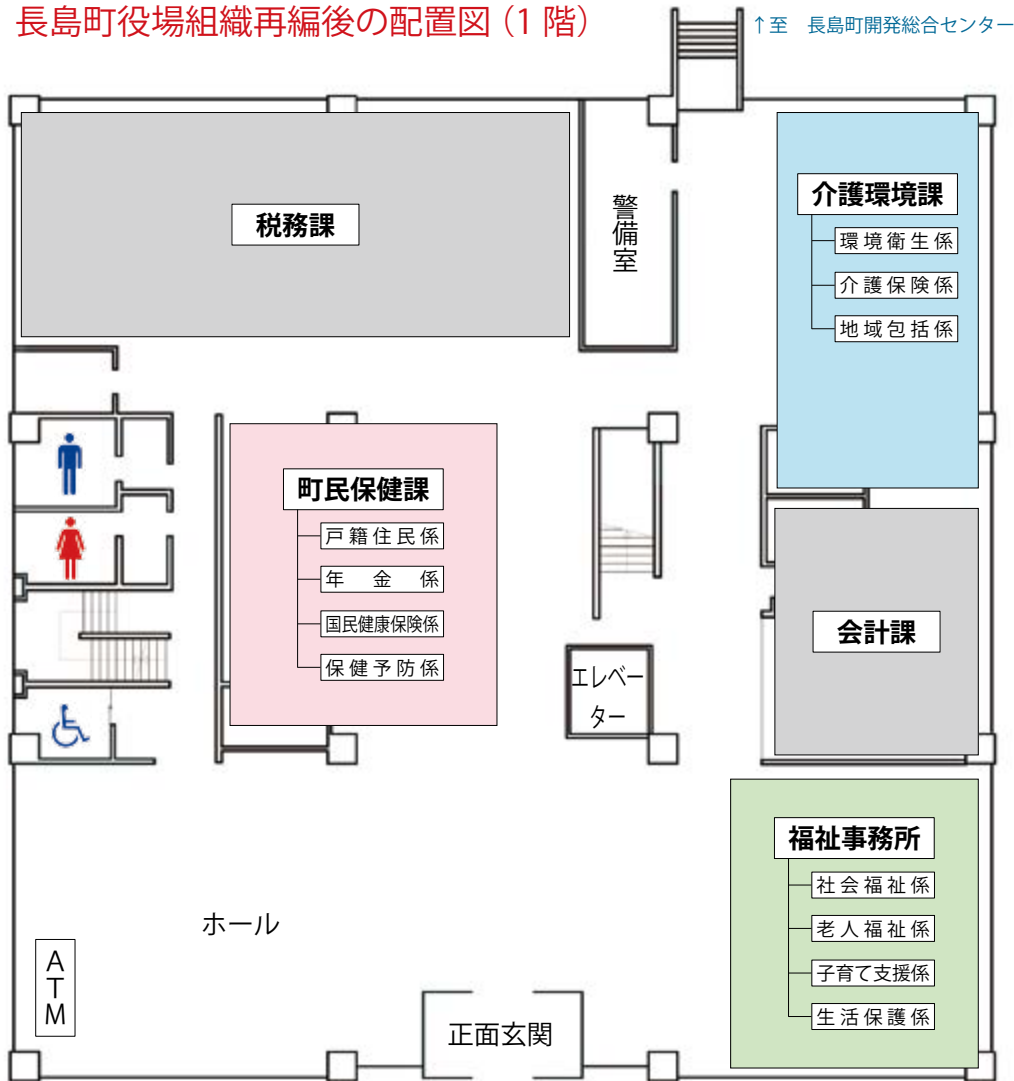 長島町役場組織再編後の配置図（1階）
↑至　長島町開発総合センター
税務課
警備室
介護環境課
環境衛生係
介護保険係
地域包括係
町民保健課
戸籍住民係
年金係
国民健康保険係
保健予防係
会計課
エレベー
ター
福祉事務所
社会福祉係
老人福祉係
子育て支援係
生活保護係
ホール
ATM
正面玄関